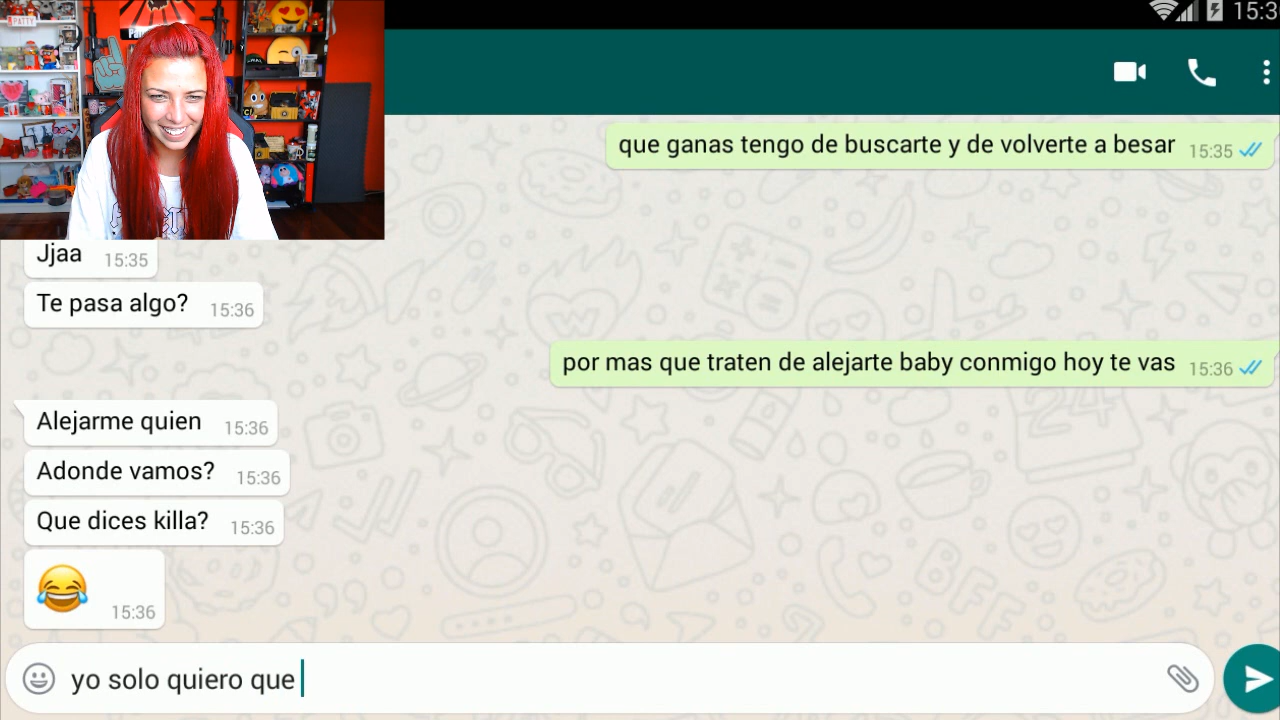 PATTY
15:3
que ganas tengo de buscarte y de volverte a besar 15:35
Jjaa 15:35
Te pasa algo? 15:36
por mas que traten de alejarte baby conmigo hoy te vas 15:36
Alejarme quien 15:36
Adonde vamos? 15:36
Que dices killa? 15:36
15:36
yo solo quiero que